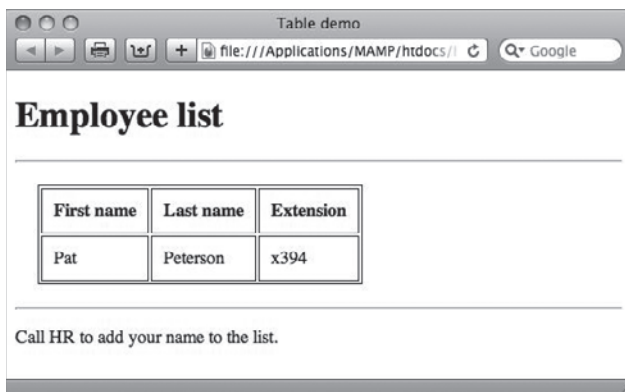 Table demo
file:///Applications/MAMP/htdocs/
Google
Employee list
First name Last name Extension
Pat Peterson x394
Call HR to add your name to the list.